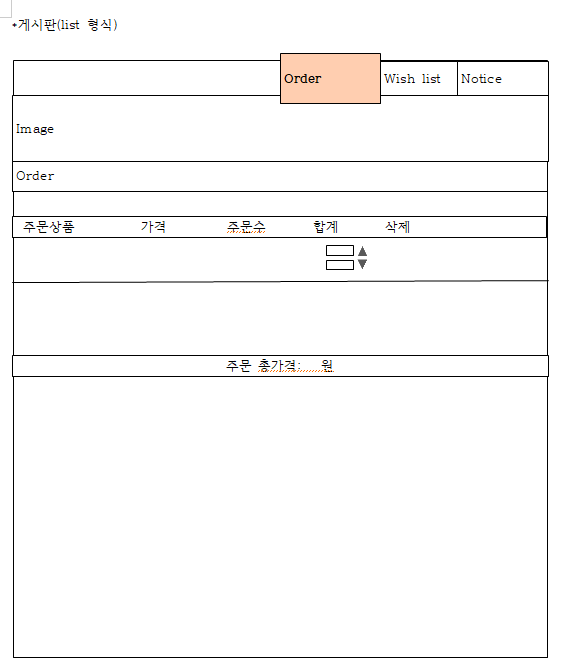 *게시판(list 형식)
Order Wish list Notice
Image
Order
주문상품 가격 주문수 합계 삭제
주문 총가격: 원